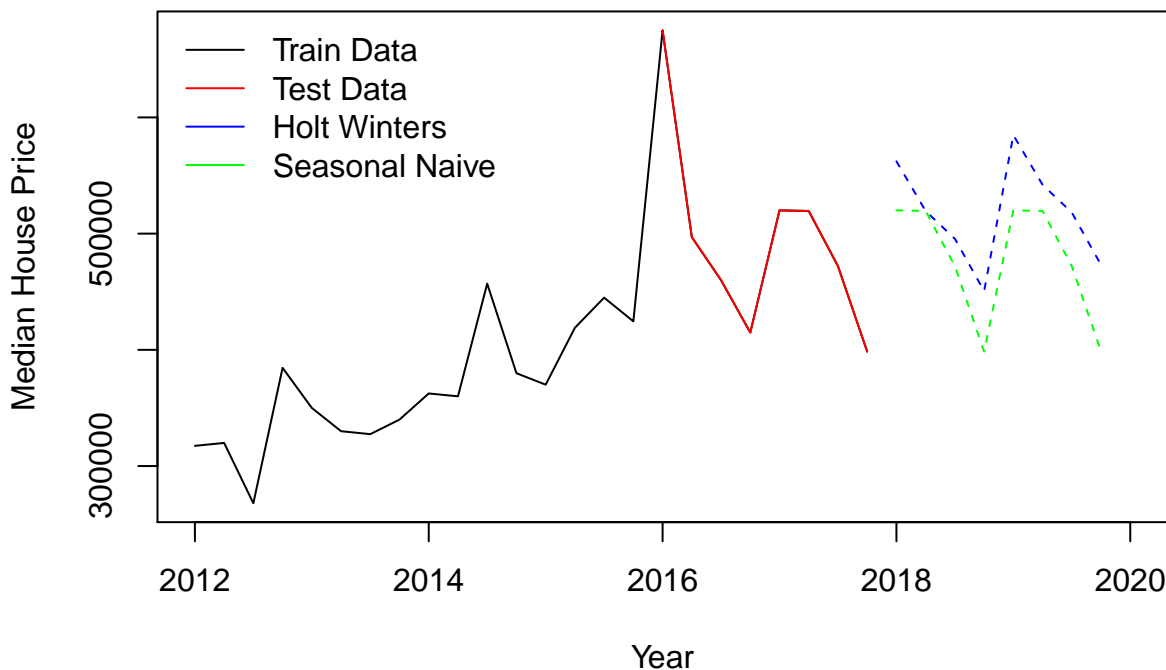 Train Data
Test Data
Holt Winters
Seasonal Naive
Median House Price
500000
300000
2012 2014 2016 2018 2020
Year